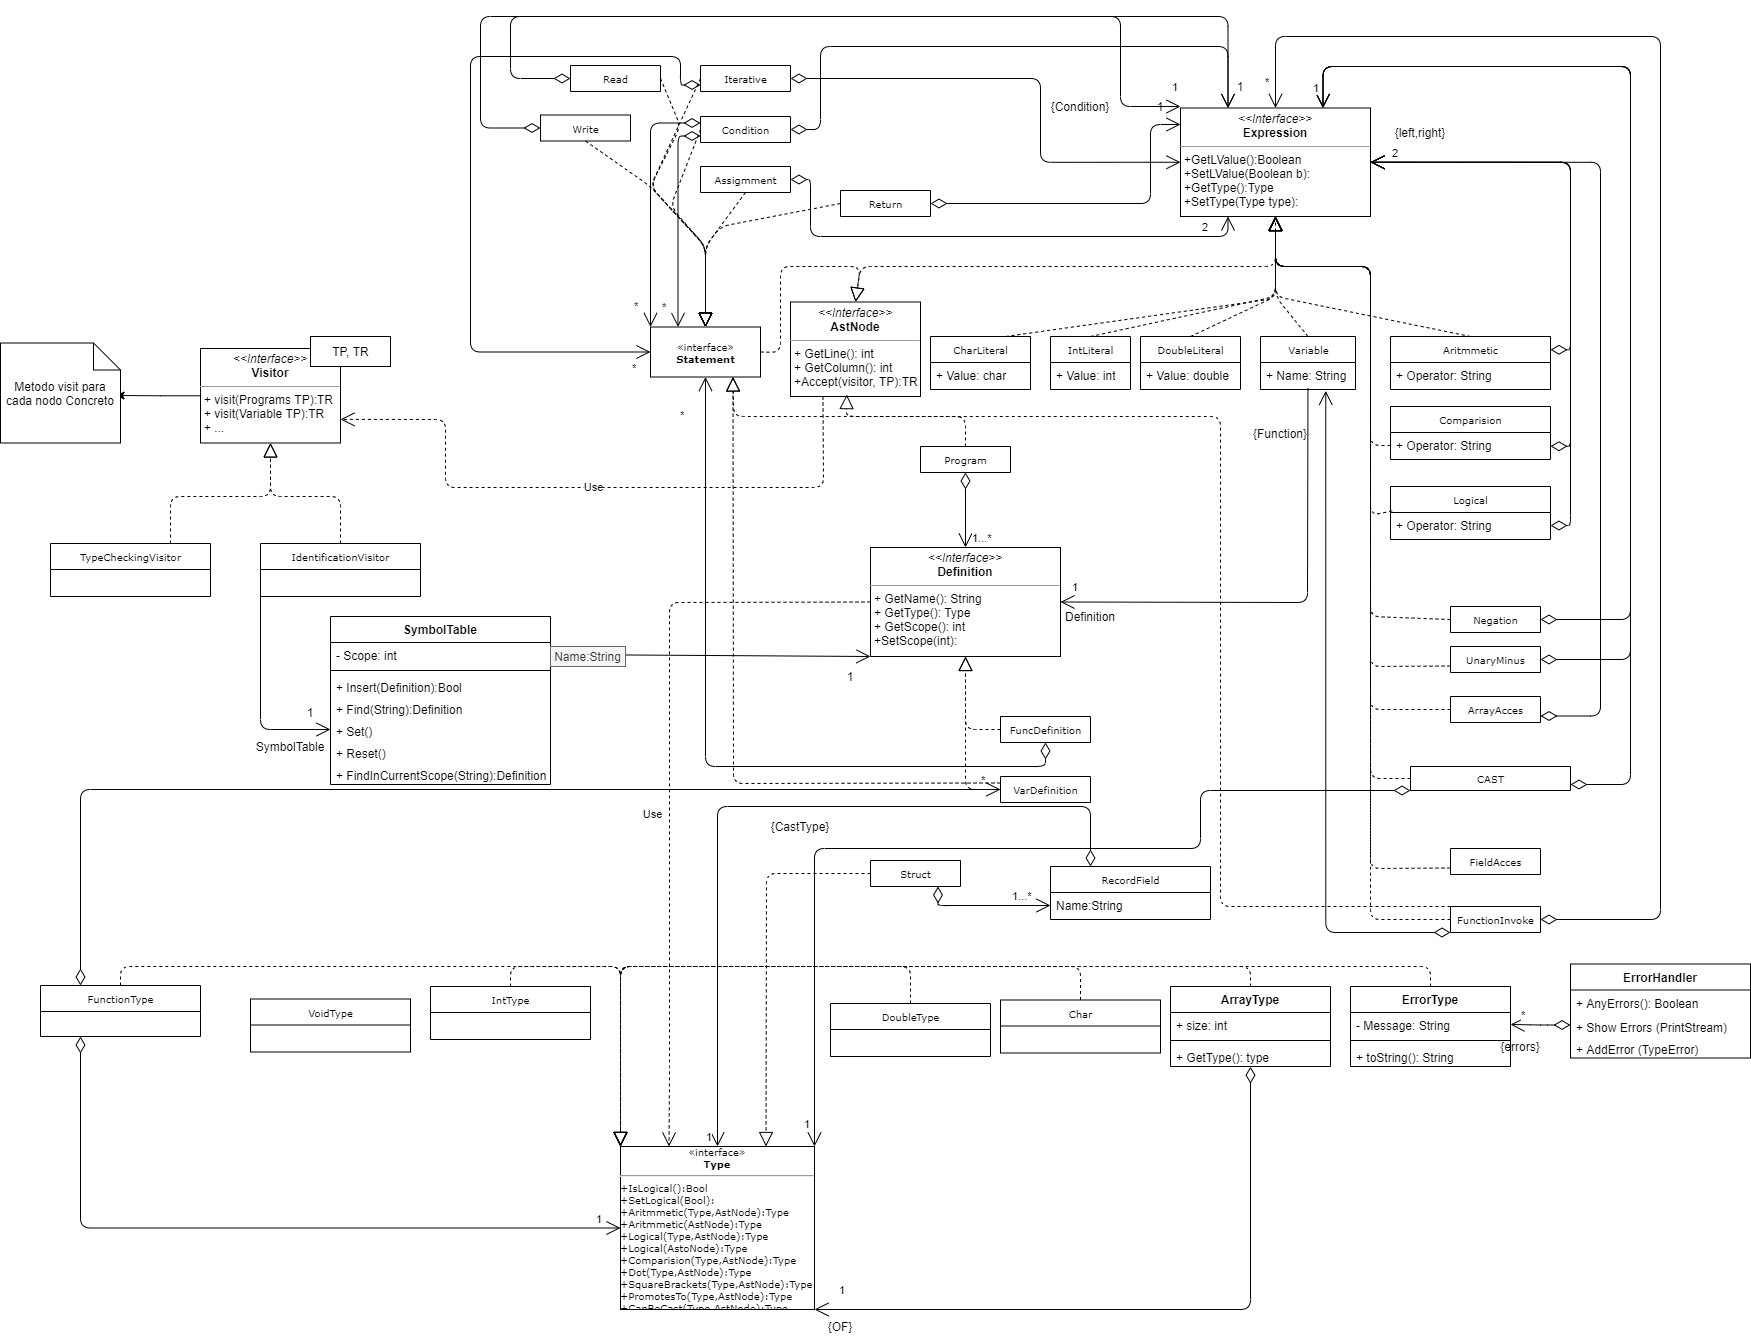 Read
Iterative
Write
Condition
Assigmment
Return
{Condition}
1
1
1
*
1
<<Interface>>
Expression
+GetLValue():Boolean
+SetLValue(Boolean b):
+GetType():Type
+SetType(Type type):
{left,right}
2
2
*
*
*
«interface»
Statement
*
<<Interface>>
AstNode
+ GetLine(): int
+ GetColumn(): int
+Accept(visitor, TP):TR
CharLiteral
+ Value: char
IntLiteral
+ Value: int
DoubleLiteral
+ Value: double
Variable
+ Name: String
Aritmmetic
+ Operator: String
Comparision
+ Operator: String
Logical
+ Operator: String
Metodo visit para
cada nodo Concreto
<<Interface>>
Visitor
TP, TR
+ visit(Programs TP):TR
+ visit(Variable TP):TR
+ ...
Use
{Function}
Program
1...*
TypeCheckingVisitor
IdentificationVisitor
<<Interface>>
Definition
+ GetName(): String
+ GetType(): Type
+ GetScope(): int
+SetScope(int):
1
Definition
SymbolTable
- Scope: int
Name:String
+ Insert(Definition):Bool
+ Find(String):Definition
+ Set()
+ Reset()
+ FindInCurrentScope(String):Definition
1
1
SymbolTable
Negation
UnaryMinus
ArrayAcces
CAST
FieldAcces
FunctionInvoke
FuncDefinition
*
VarDefinition
Use
{CastType}
Struct
1...*
RecordField
Name:String
FunctionType
VoidType
IntType
DoubleType
Char
ArrayType
+ size: int
+ GetType(): type
ErrorType
- Message: String
+ toString(): String
*
{errors}
ErrorHandler
+ AnyErrors(): Boolean
+ Show Errors (PrintStream)
+ AddError (TypeError)
1
1
«interface»
Type
+IsLogical():Bool
+SetLogical(Bool):
+Aritmmetic(Type,AstNode):Type
+Aritmmetic(AstNode):Type
+Logical(Type,AstNode):Type
+Logical(AstoNode):Type
+Comparision(Type,AstNode):Type
+Dot(Type,AstNode):Type
+SquareBrackets(Type,AstNode):Type
+PromotesTo(Type,AstNode):Type
+CanBeCast(Type,AstNode):Type
1
1
{OF}